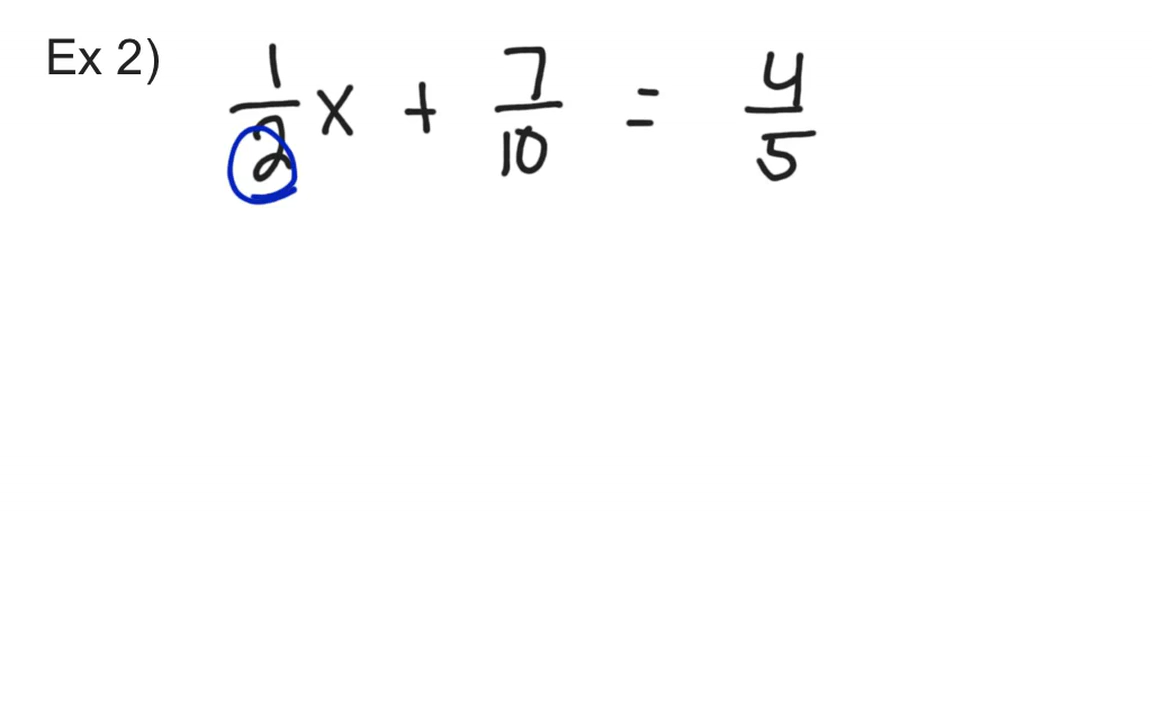 Ex 2) 1/2 x + 7/10 = 4/5